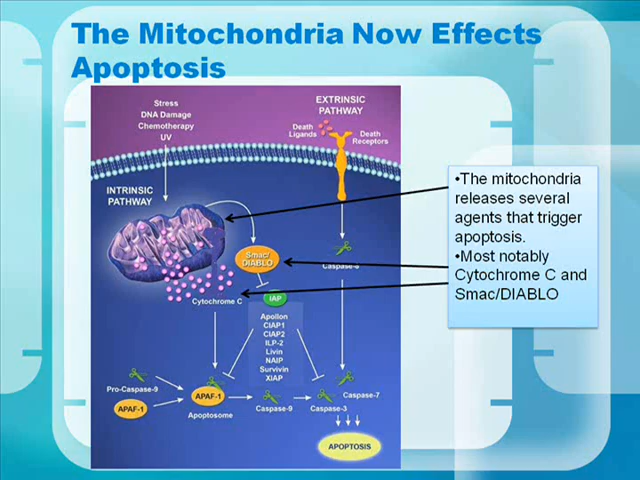 The Mitochondria Now Effects
Apoptosis
Stress
DNA Damage
Chemotherapy
UV
EXTRINSIC
PATHWAY
Death
Ligands
Death
Receptors
INTRINSIC
PATHWAY
•The mitochondria
releases several
agents that trigger
apoptosis.
•Most notably
Cytochrome C and
Smac/DIABLO
Smac/
DIABLO
Caspase-8
Cytochrome C
IAP
Apollon
CIAP1
CIAP2
ILP-2
Livin
NAIP
Survivin
XIAP
Pro-Caspase-9
APAF-1
APAF-1
Apoptosome
Caspase-9
Caspase-3
Caspase-7
APOPTOSIS